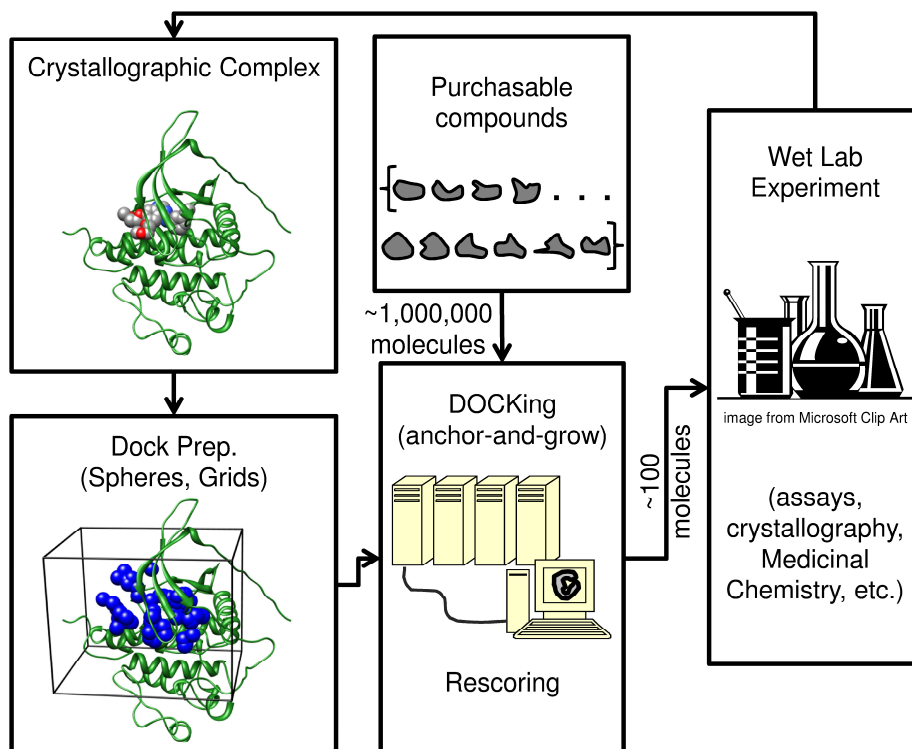 Crystallographic Complex
Purchasable
compounds
. . .
~1,000,000
molecules
Dock Prep.
(Spheres, Grids)
DOCKing
(anchor-and-grow)
Rescoring
~100
molecules
Wet Lab
Experiment
image from Microsoft Clip Art
(assays,
crystallography,
Medicinal
Chemistry, etc.)